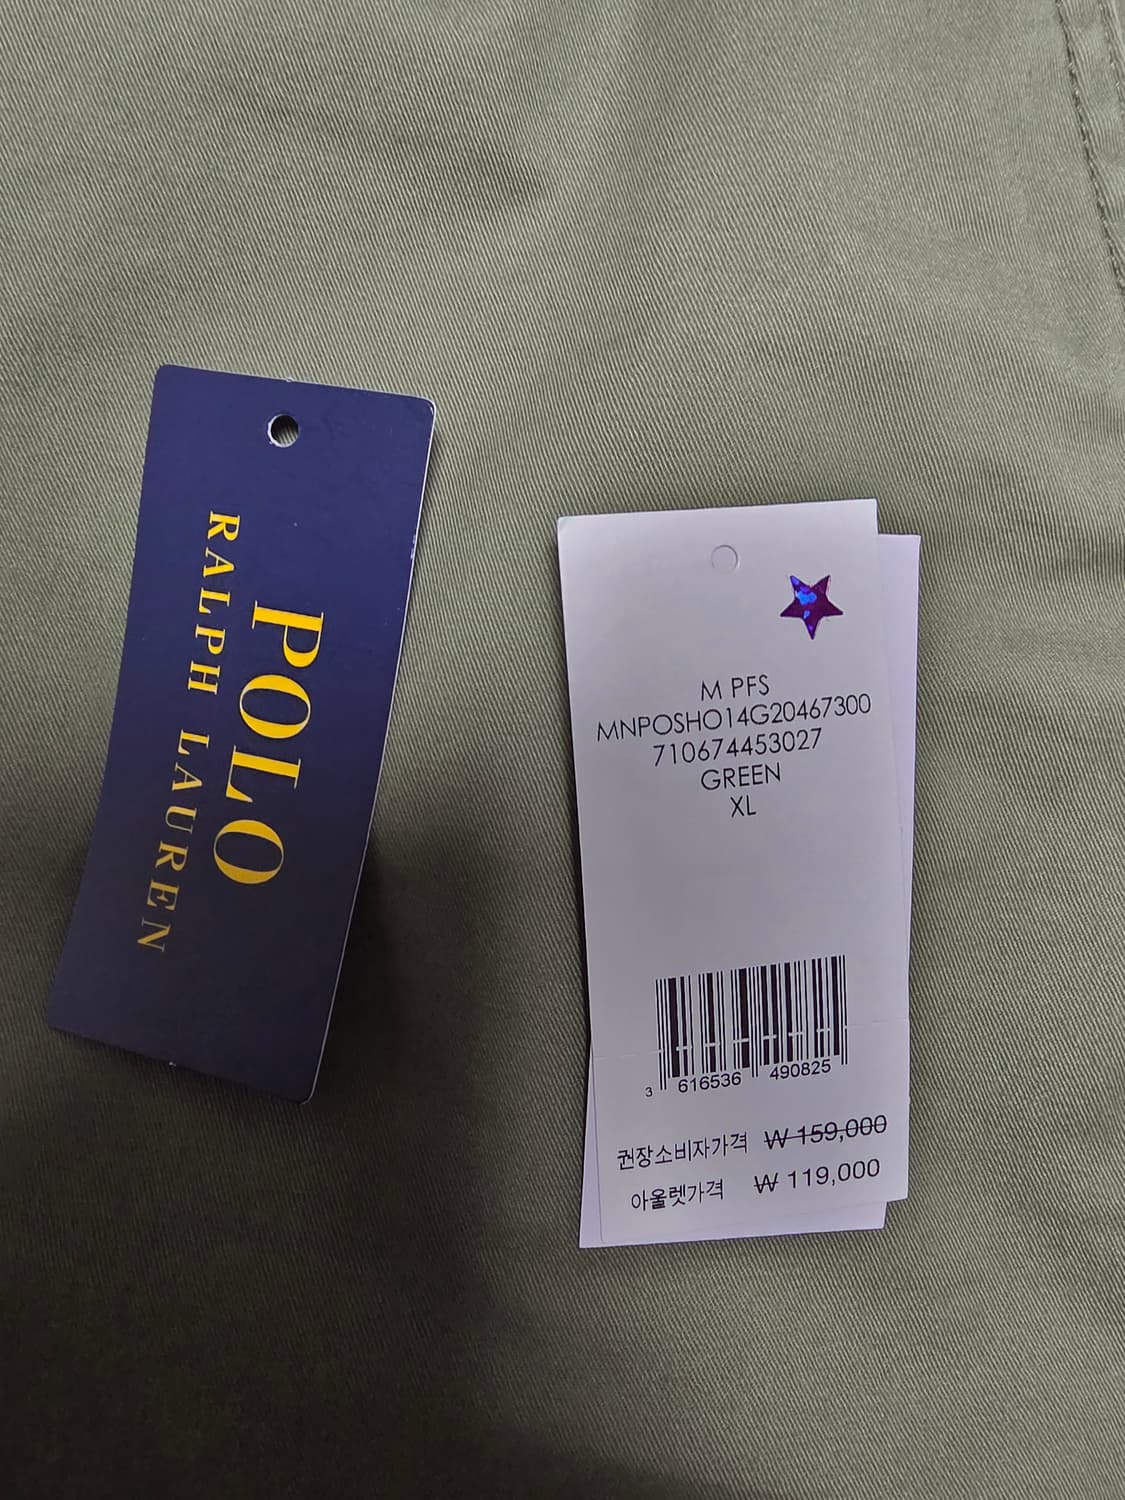 POLO
RALPH LAUREN
M PFS
MNPOSHO14G20467300
710674453027
GREEN
XL
3 616536 490825
권장소비자가격 ₩ 159,000
아울렛가격 ₩ 119,000